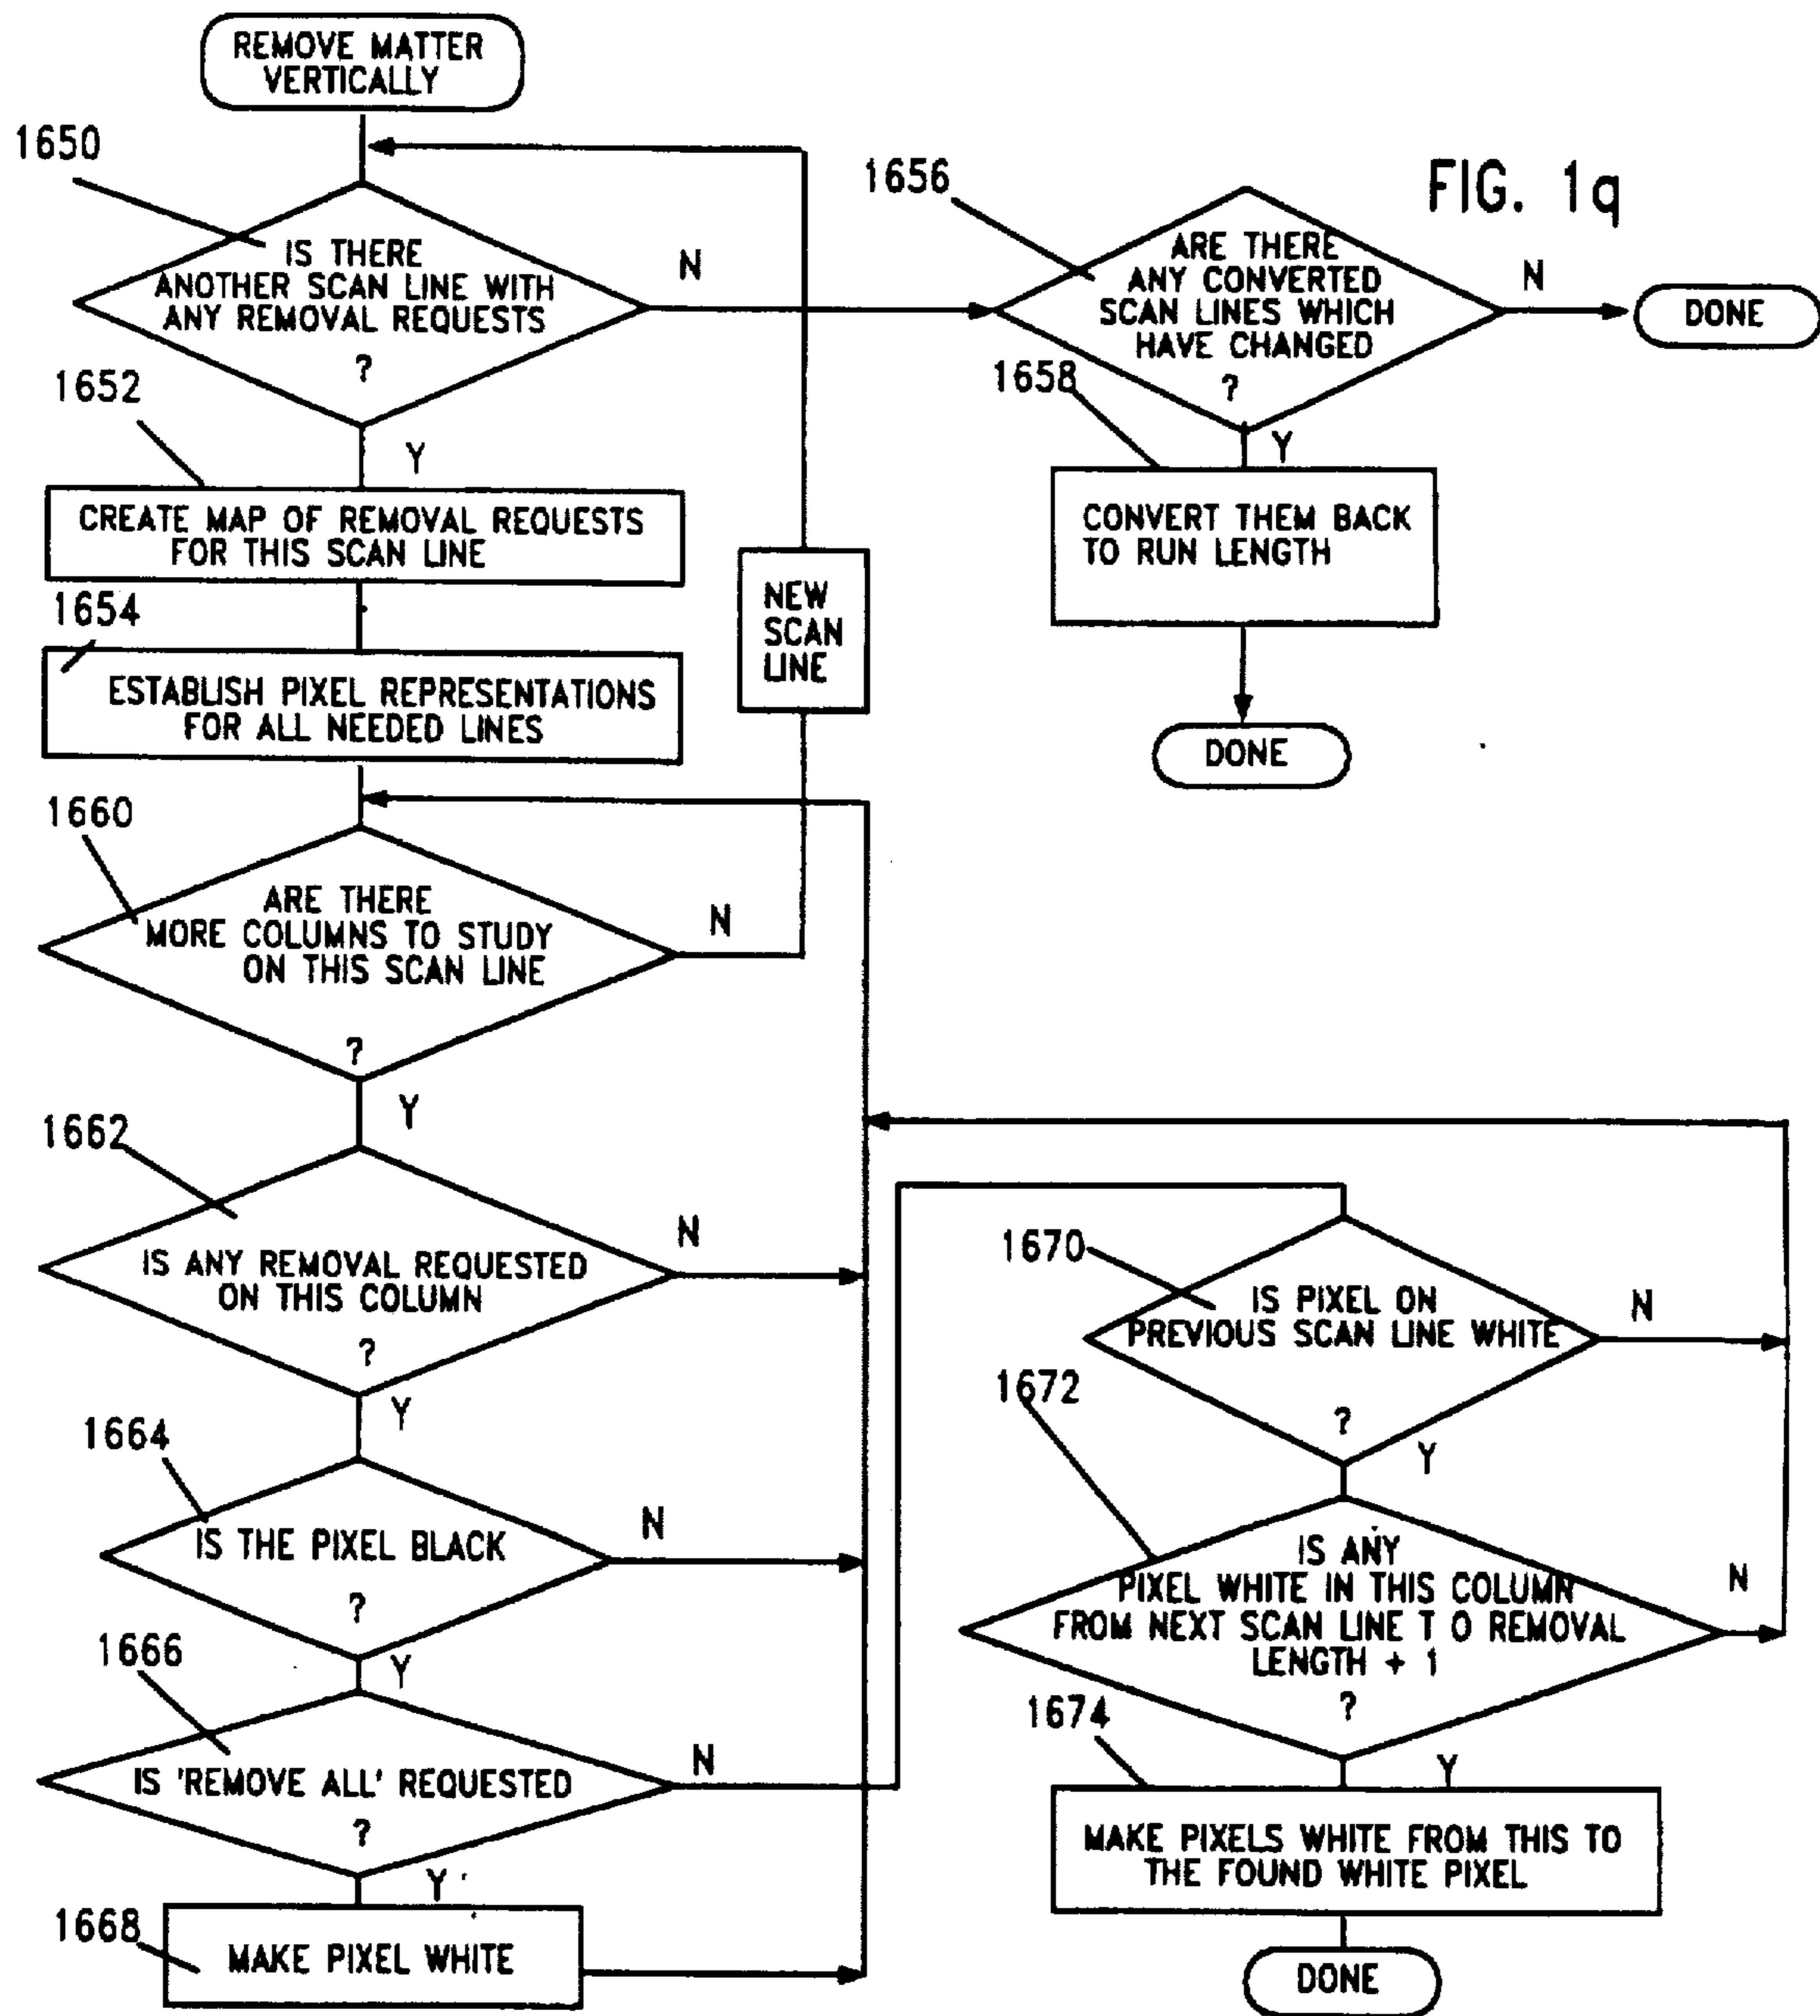 REMOVE MATTER
VERTICALLY
1650
IS THERE
ANOTHER SCAN LINE WITH
ANY REMOVAL REQUESTS
?
N
Y
1656
FIG. 1q
ARE THERE
ANY CONVERTED
SCAN LINES WHICH
HAVE CHANGED
?
N
DONE
1658
Y
CONVERT THEM BACK
TO RUN LENGTH
DONE
1652
CREATE MAP OF REMOVAL REQUESTS
FOR THIS SCAN LINE
NEW
SCAN
LINE
1654
ESTABLISH PIXEL REPRESENTATIONS
FOR ALL NEEDED LINES
1660
ARE THERE
MORE COLUMNS TO STUDY
ON THIS SCAN LINE
?
N
Y
1662
IS ANY REMOVAL REQUESTED
ON THIS COLUMN
?
N
Y
1664
IS THE PIXEL BLACK
?
N
Y
1666
IS 'REMOVE ALL' REQUESTED
?
N
Y
1668
MAKE PIXEL WHITE
1670
IS PIXEL ON
PREVIOUS SCAN LINE WHITE
?
N
Y
1672
IS ANY
PIXEL WHITE IN THIS COLUMN
FROM NEXT SCAN LINE T O REMOVAL
LENGTH + 1
?
N
Y
1674
MAKE PIXELS WHITE FROM THIS TO
THE FOUND WHITE PIXEL
DONE